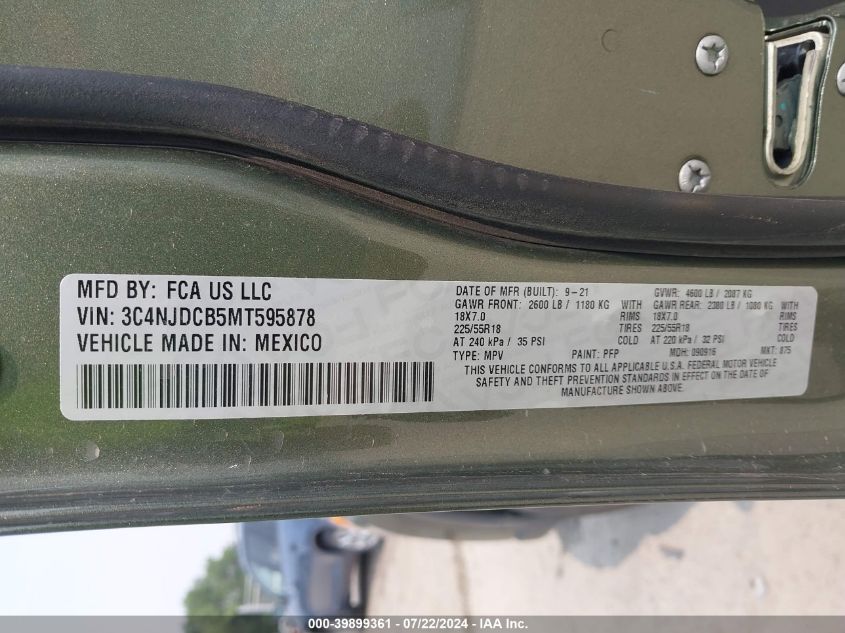 MFD BY: FCA US LLC
VIN: 3C4NJDCB5MT595878
VEHICLE MADE IN: MEXICO
DATE OF MFR (BUILT): 9-21 GVWR: 4600 LB / 2087 KG
GAWR FRONT: 2600 LB / 1180 KG GAWR REAR: 2380 LB / 1080 KG
18X7.0 RIMS 18X7.0 RIMS
225/55R18 TIRES 225/55R18 TIRES
AT 240 kPa / 35 PSI COLD AT 220 kPa / 32 PSI COLD
TYPE: MPV PAINT: PFP MDH: 090916 MKT: 875
THIS VEHICLE CONFORMS TO ALL APPLICABLE U.S.A. FEDERAL MOTOR VEHICLE
SAFETY AND THEFT PREVENTION STANDARDS IN EFFECT ON THE DATE OF
MANUFACTURE SHOWN ABOVE.
000-39899361 - 07/22/2024 - IAA Inc.